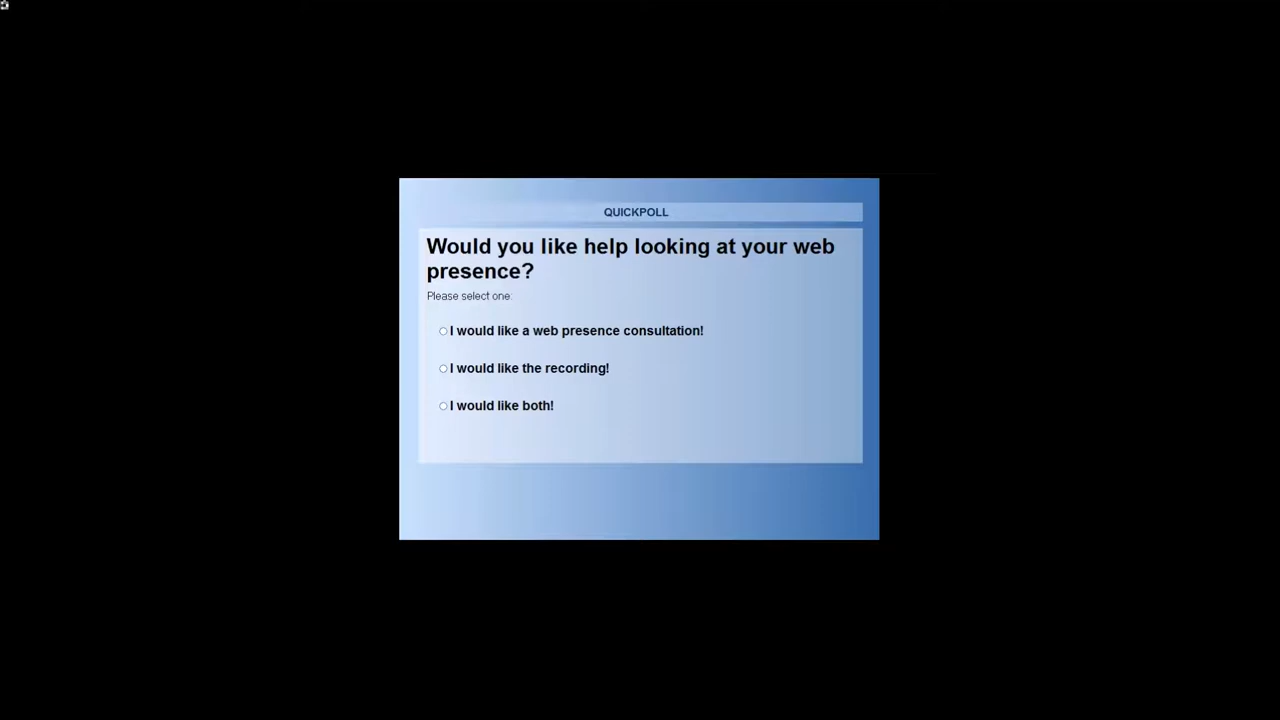 QUICKPOLL
Would you like help looking at your web
presence?
Please select one:
I would like a web presence consultation!
I would like the recording!
I would like both!